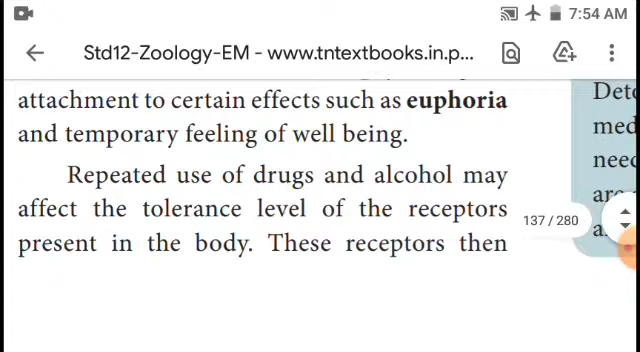 7:54 AM
Std12-Zoology-EM - www.tntextbooks.in.p...
attachment to certain effects such as euphoria
and temporary feeling of well being.
Repeated use of drugs and alcohol may
affect the tolerance level of the receptors
present in the body. These receptors then
137 / 280
med